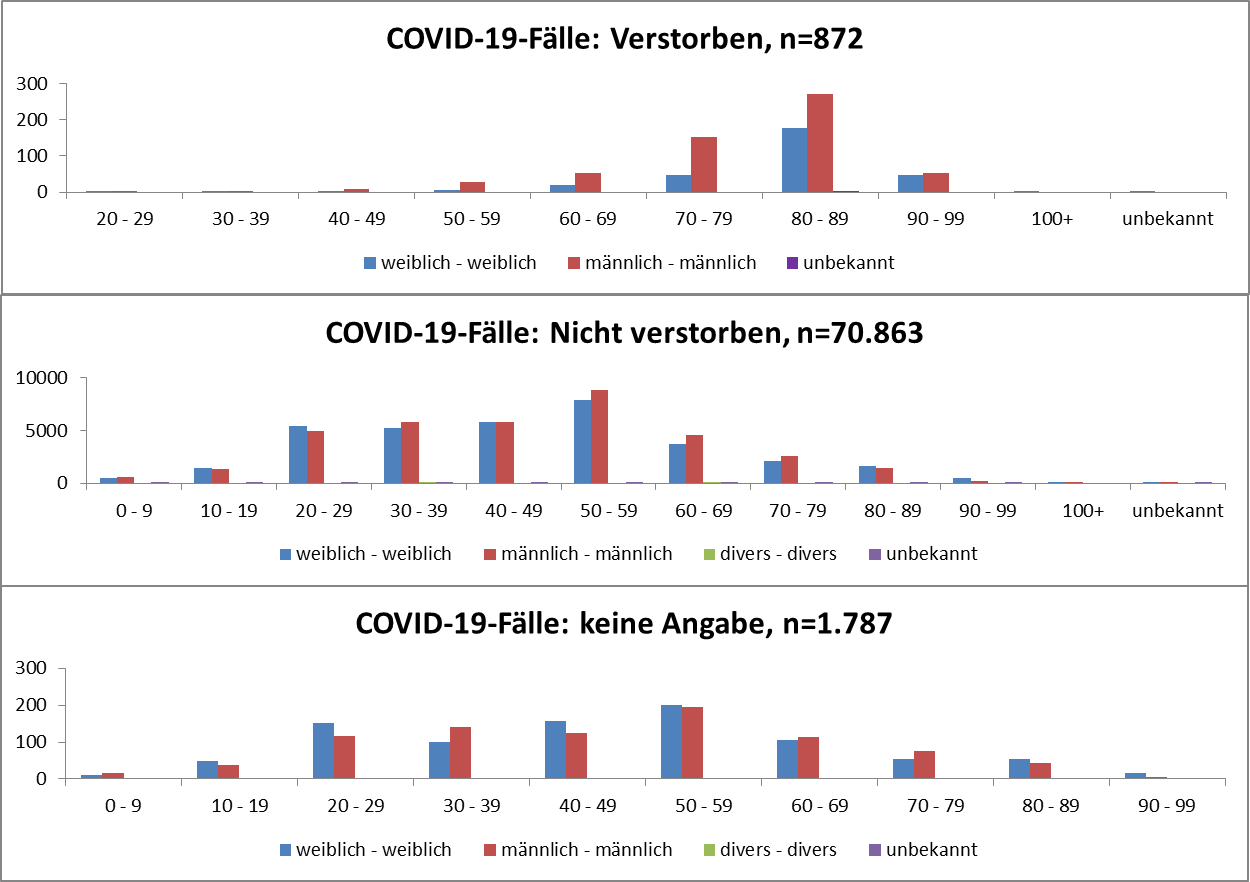 COVID-19-Fälle: Verstorben, n=872
300
200
100
0
20 - 29 30 - 39 40 - 49 50 - 59 60 - 69 70 - 79 80 - 89 90 - 99 100+ unbekannt
weiblich - weiblich männlich - männlich unbekannt
COVID-19-Fälle: Nicht verstorben, n=70.863
10000
5000
0
0 - 9 10 - 19 20 - 29 30 - 39 40 - 49 50 - 59 60 - 69 70 - 79 80 - 89 90 - 99 100+ unbekannt
weiblich - weiblich männlich - männlich divers - divers unbekannt
COVID-19-Fälle: keine Angabe, n=1.787
300
200
100
0
0 - 9 10 - 19 20 - 29 30 - 39 40 - 49 50 - 59 60 - 69 70 - 79 80 - 89 90 - 99
weiblich - weiblich männlich - männlich divers - divers unbekannt